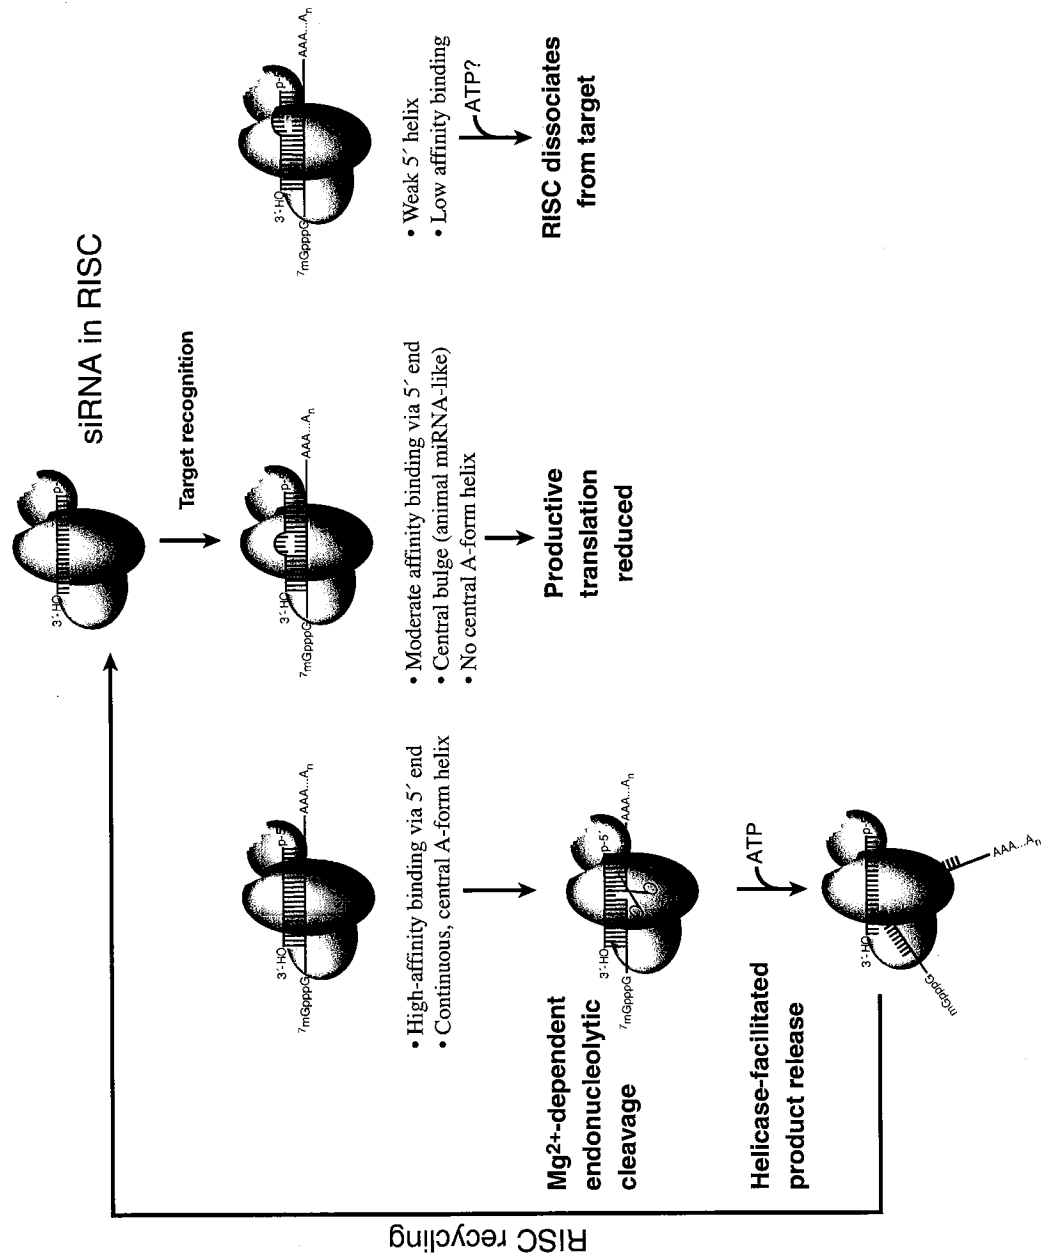 siRNA in RISC
3´-HO
p-5
Target recognition
3´-HO
p-5´
⁷mGpppG
AAA...Aₙ
• High-affinity binding via 5´ end
• Continuous, central A-form helix
Mg²⁺-dependent
endonucleolytic
cleavage
3´-HO
p-5´
⁷mGpppG
AAA...Aₙ
ATP
Helicase-facilitated
product release
3´-HO
mGpppG
AAA...Aₙ
RISC recycling
3´-HO
p-5
⁷mGpppG
AAA...Aₙ
• Moderate affinity binding via 5´ end
• Central bulge (animal miRNA-like)
• No central A-form helix
Productive
translation
reduced
3´-HO
⁷mGpppG
AAA...Aₙ
• Weak 5´ helix
• Low affinity binding
ATP?
RISC dissociates
from target